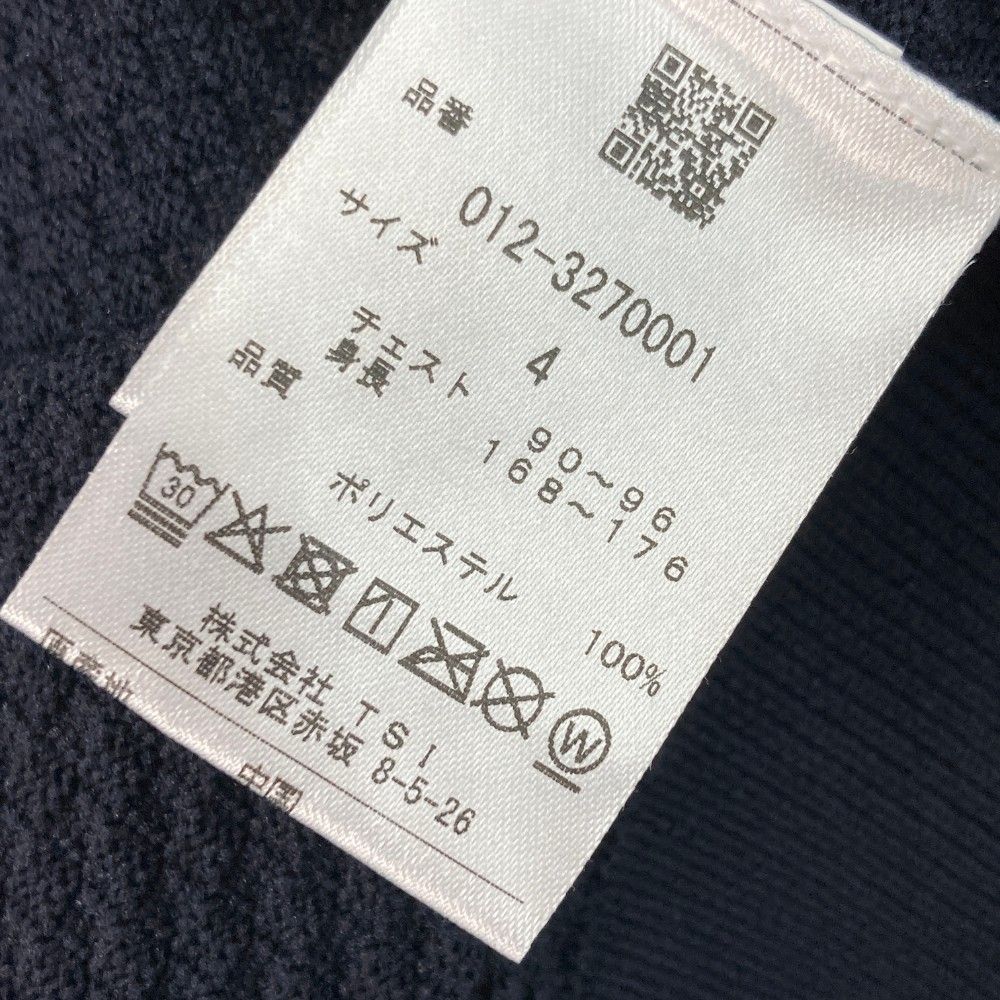 品番
012-3270001
サイズ
4
チェスト 90~96
身長 168~176
品質
ポリエステル 100%
30
W
株式会社 TSI
東京都港区赤坂 8-5-26
原産地 中国